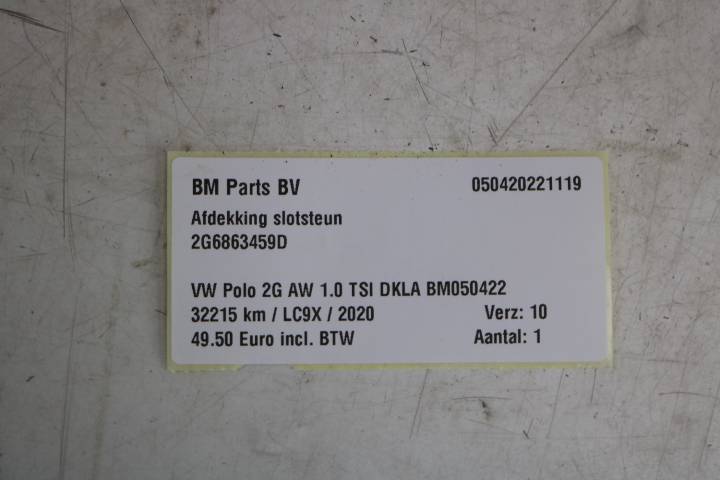 BM Parts BV 050420221119
Afdekking slotsteun
2G6863459D
VW Polo 2G AW 1.0 TSI DKLA BM050422
32215 km / LC9X / 2020 Verz: 10
49.50 Euro incl. BTW Aantal: 1